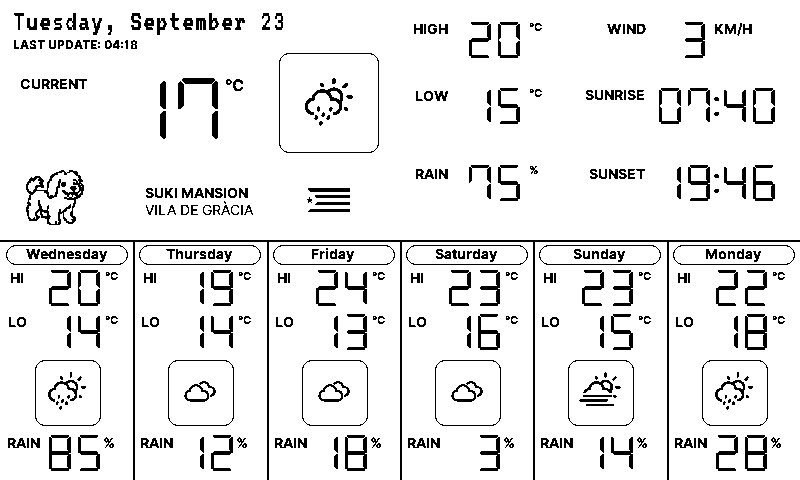 Tuesday, September 23
LAST UPDATE: 04:18
CURRENT 17 °C
SUKI MANSION
VILA DE GRÀCIA
HIGH 20 °C
LOW 15 °C
RAIN 75 %
WIND 3 KM/H
SUNRISE 07:40
SUNSET 19:46
Wednesday
HI 20 °C
LO 14 °C
RAIN 85 %
Thursday
HI 19 °C
LO 14 °C
RAIN 12 %
Friday
HI 24 °C
LO 13 °C
RAIN 18 %
Saturday
HI 23 °C
LO 16 °C
RAIN 3 %
Sunday
HI 23 °C
LO 15 °C
RAIN 14 %
Monday
HI 22 °C
LO 18 °C
RAIN 28 %